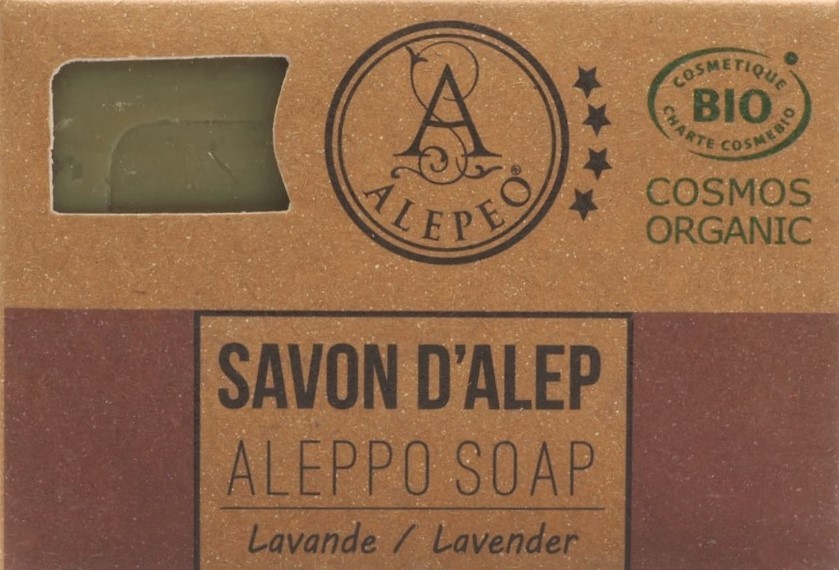 A
ALEPEO®
COSMETIQUE
BIO
CHARTE COSMEBIO
COSMOS
ORGANIC
SAVON D'ALEP
ALEPPO SOAP
Lavande / Lavender